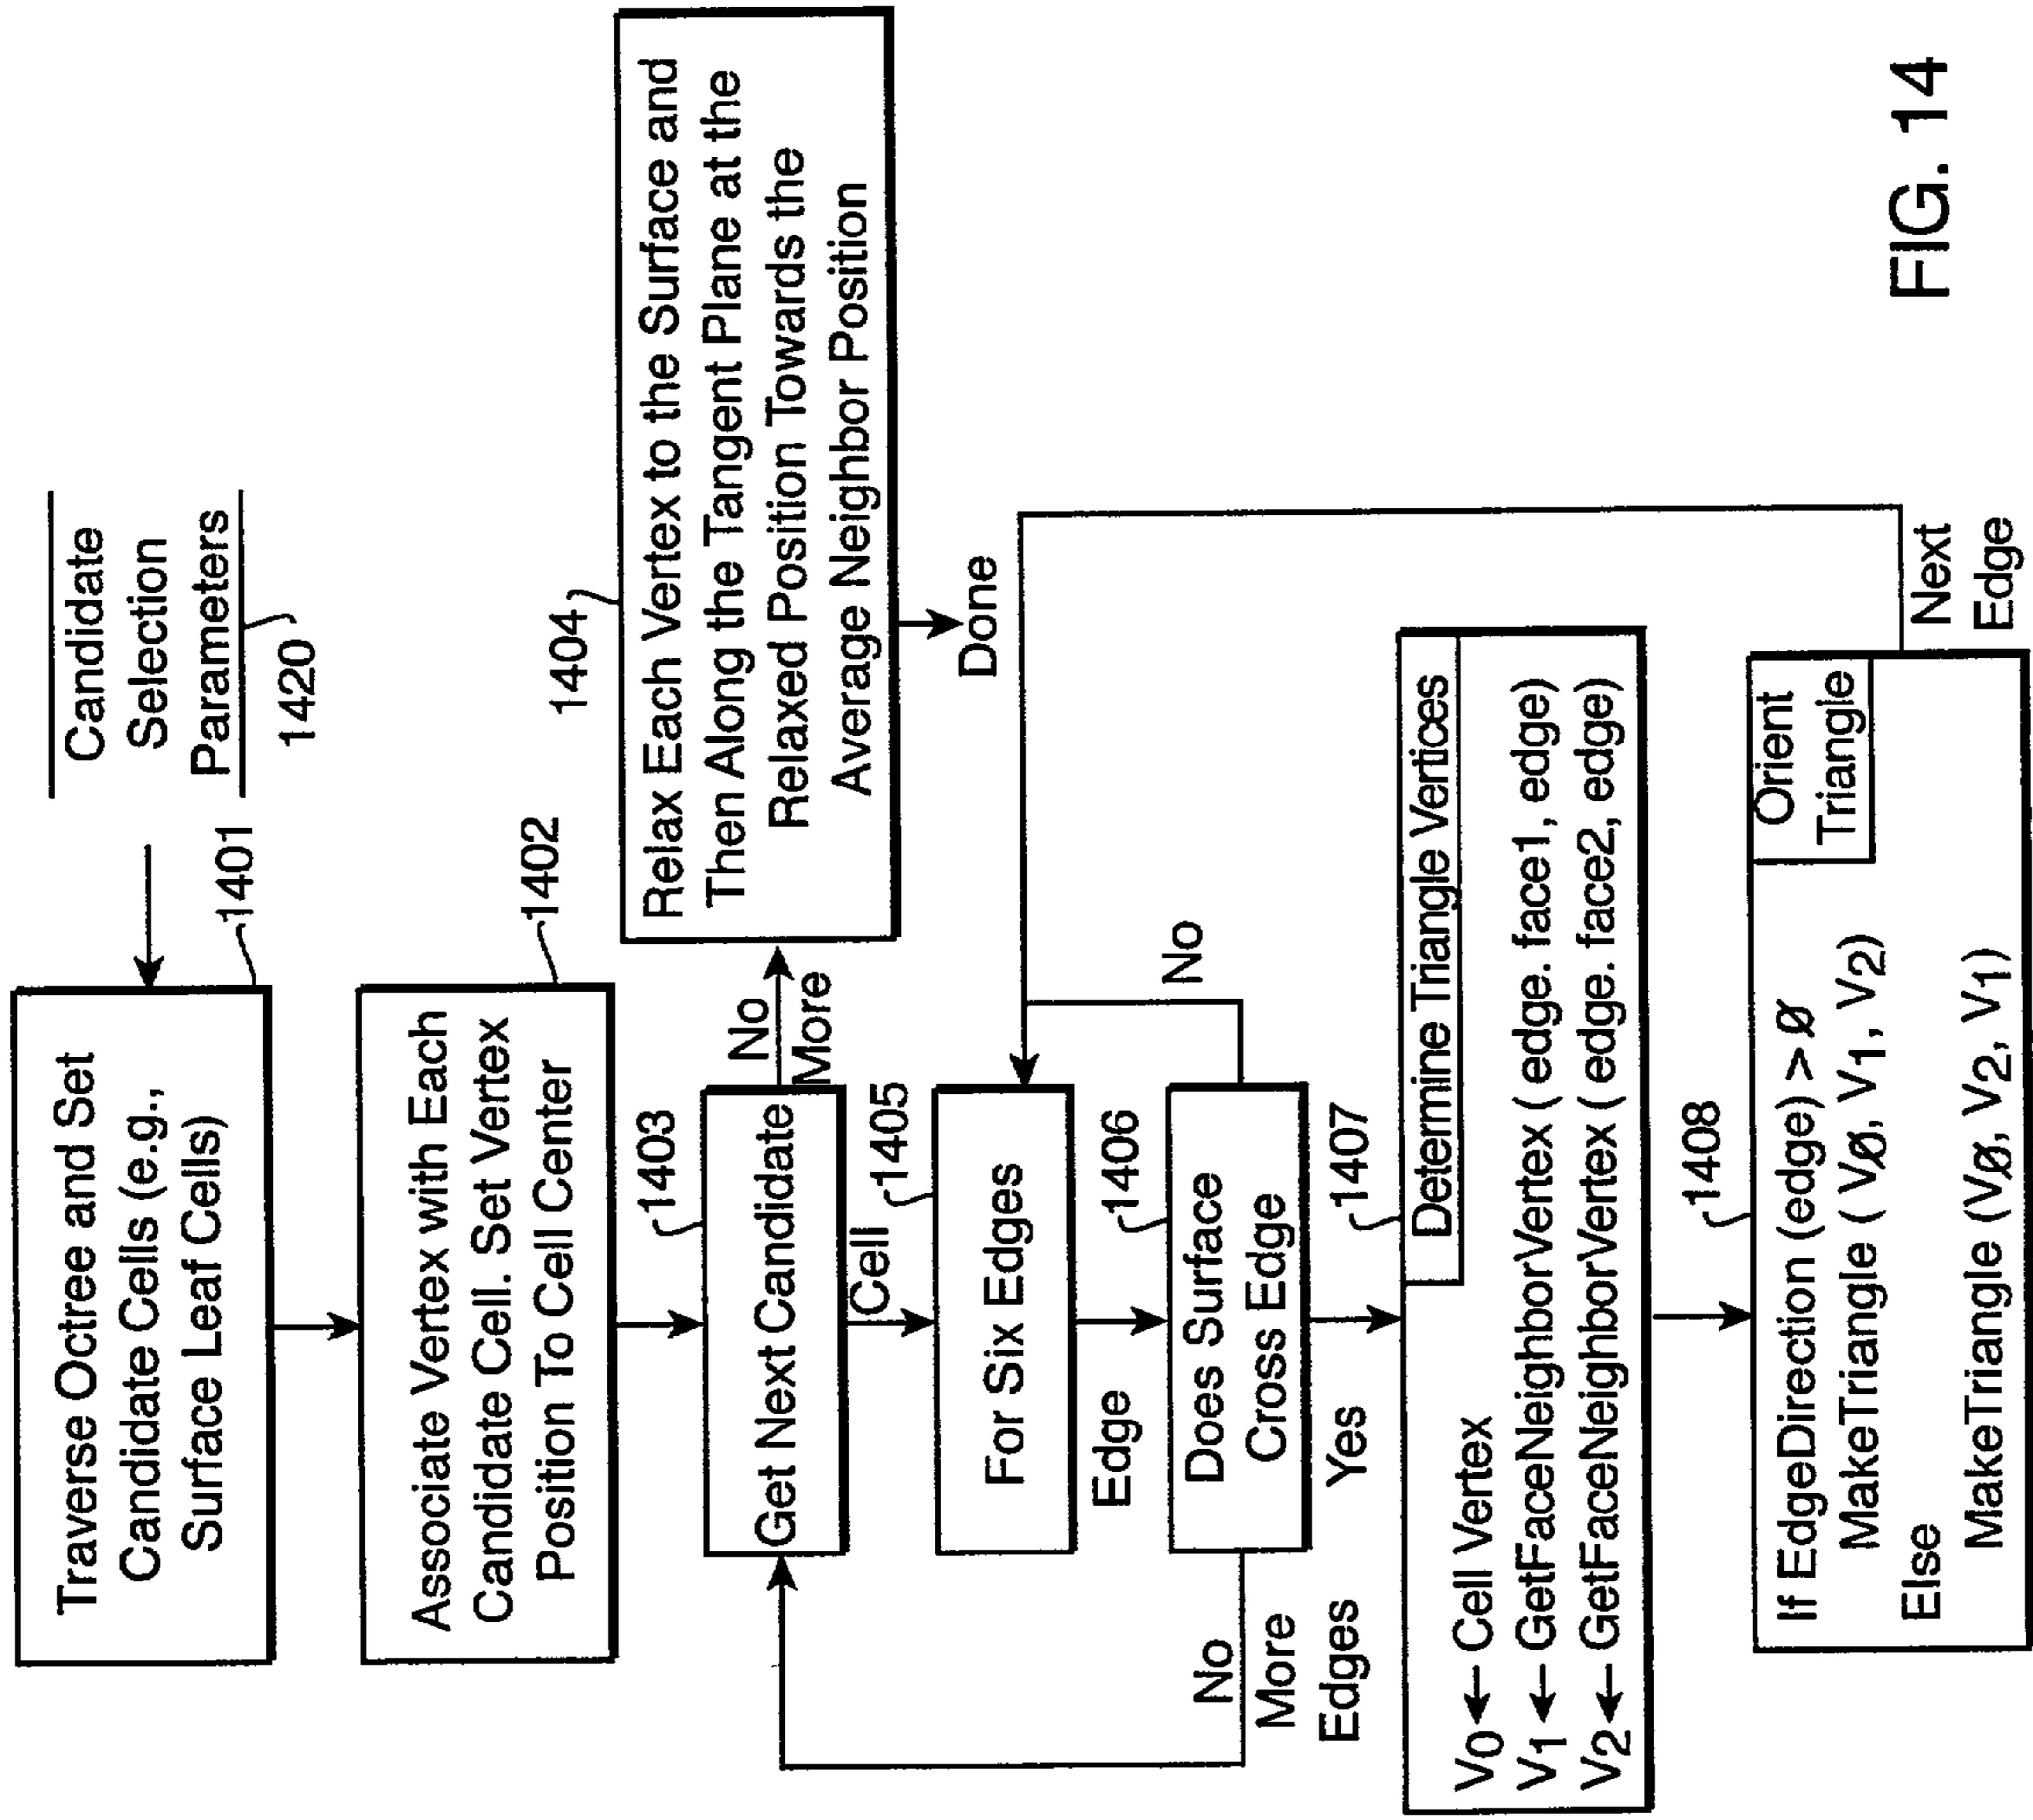 Candidate
Selection
Parameters
1420
Traverse Octree and Set
Candidate Cells (e.g.,
Surface Leaf Cells)
1401
Associate Vertex with Each
Candidate Cell. Set Vertex
Position To Cell Center
1402
Get Next Candidate
1403
No
More
Relax Each Vertex to the Surface and
Then Along the Tangent Plane at the
Relaxed Position Towards the
Average Neighbor Position
1404
Done
Cell
For Six Edges
1405
Edge
Does Surface
Cross Edge
1406
No
No
More
Edges
Yes
1407
Determine Triangle Vertices
V0 ← Cell Vertex
V1 ← GetFaceNeighborVertex ( edge. face1, edge)
V2 ← GetFaceNeighborVertex ( edge. face2, edge)
1408
Orient
Triangle
If EdgeDirection (edge) > Ø
MakeTriangle ( VØ, V1, V2)
Else
MakeTriangle (VØ, V2, V1)
Next
Edge
FIG. 14